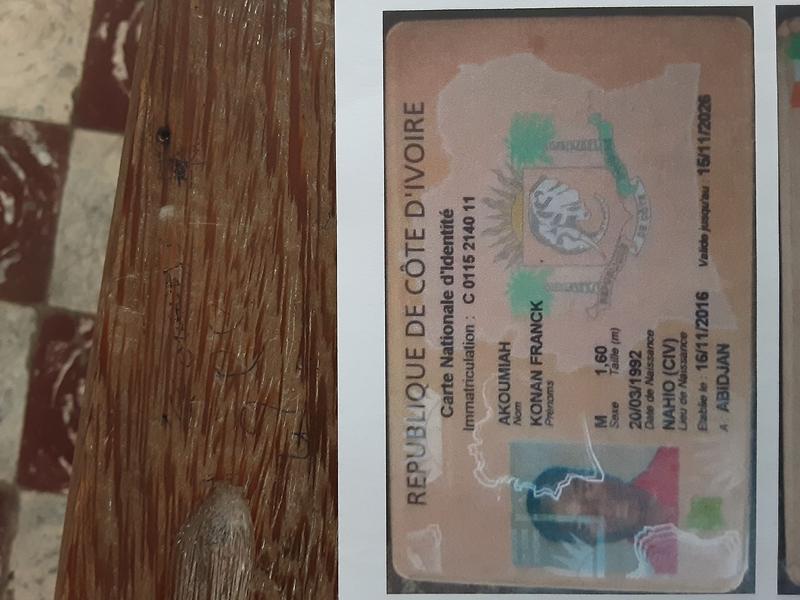 REPUBLIQUE DE CÔTE D'IVOIRE
Carte Nationale d'Identité
Immatriculation : C 0115 2140 11
AKOUMIAH
Nom
KONAN FRANCK
Prénoms
M 1,60
Sexe Taille (m)
20/03/1992
Date de Naissance
NAHIO (CIV)
Lieu de Naissance
Etablie le : 16/11/2016 Valide jusqu'au : 15/11/2026
A : ABIDJAN